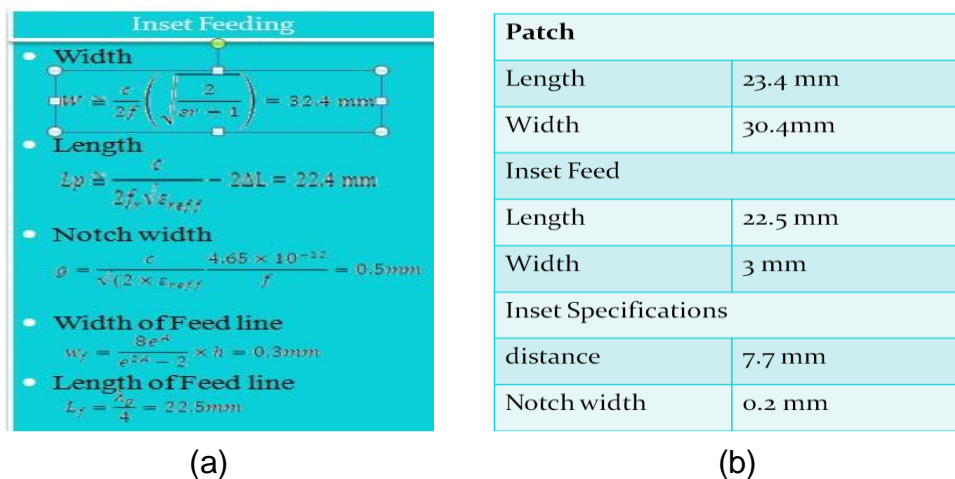 Inset Feeding
• Width
W ≅ c/2f (√(2/(εr − 1))) = 32.4 mm
• Length
Lp ≅ c/(2fr√εreff) − 2ΔL = 22.4 mm
• Notch width
g = c/√(2 × εreff) 4.65 × 10⁻¹²/f = 0.5mm
• Width of Feed line
wf = 8e^A/(e^2A − 2) × h = 0.3mm
• Length of Feed line
Lf = λg/4 = 22.5mm
(a)
Patch
Length 23.4 mm
Width 30.4mm
Inset Feed
Length 22.5 mm
Width 3 mm
Inset Specifications
distance 7.7 mm
Notch width 0.2 mm
(b)